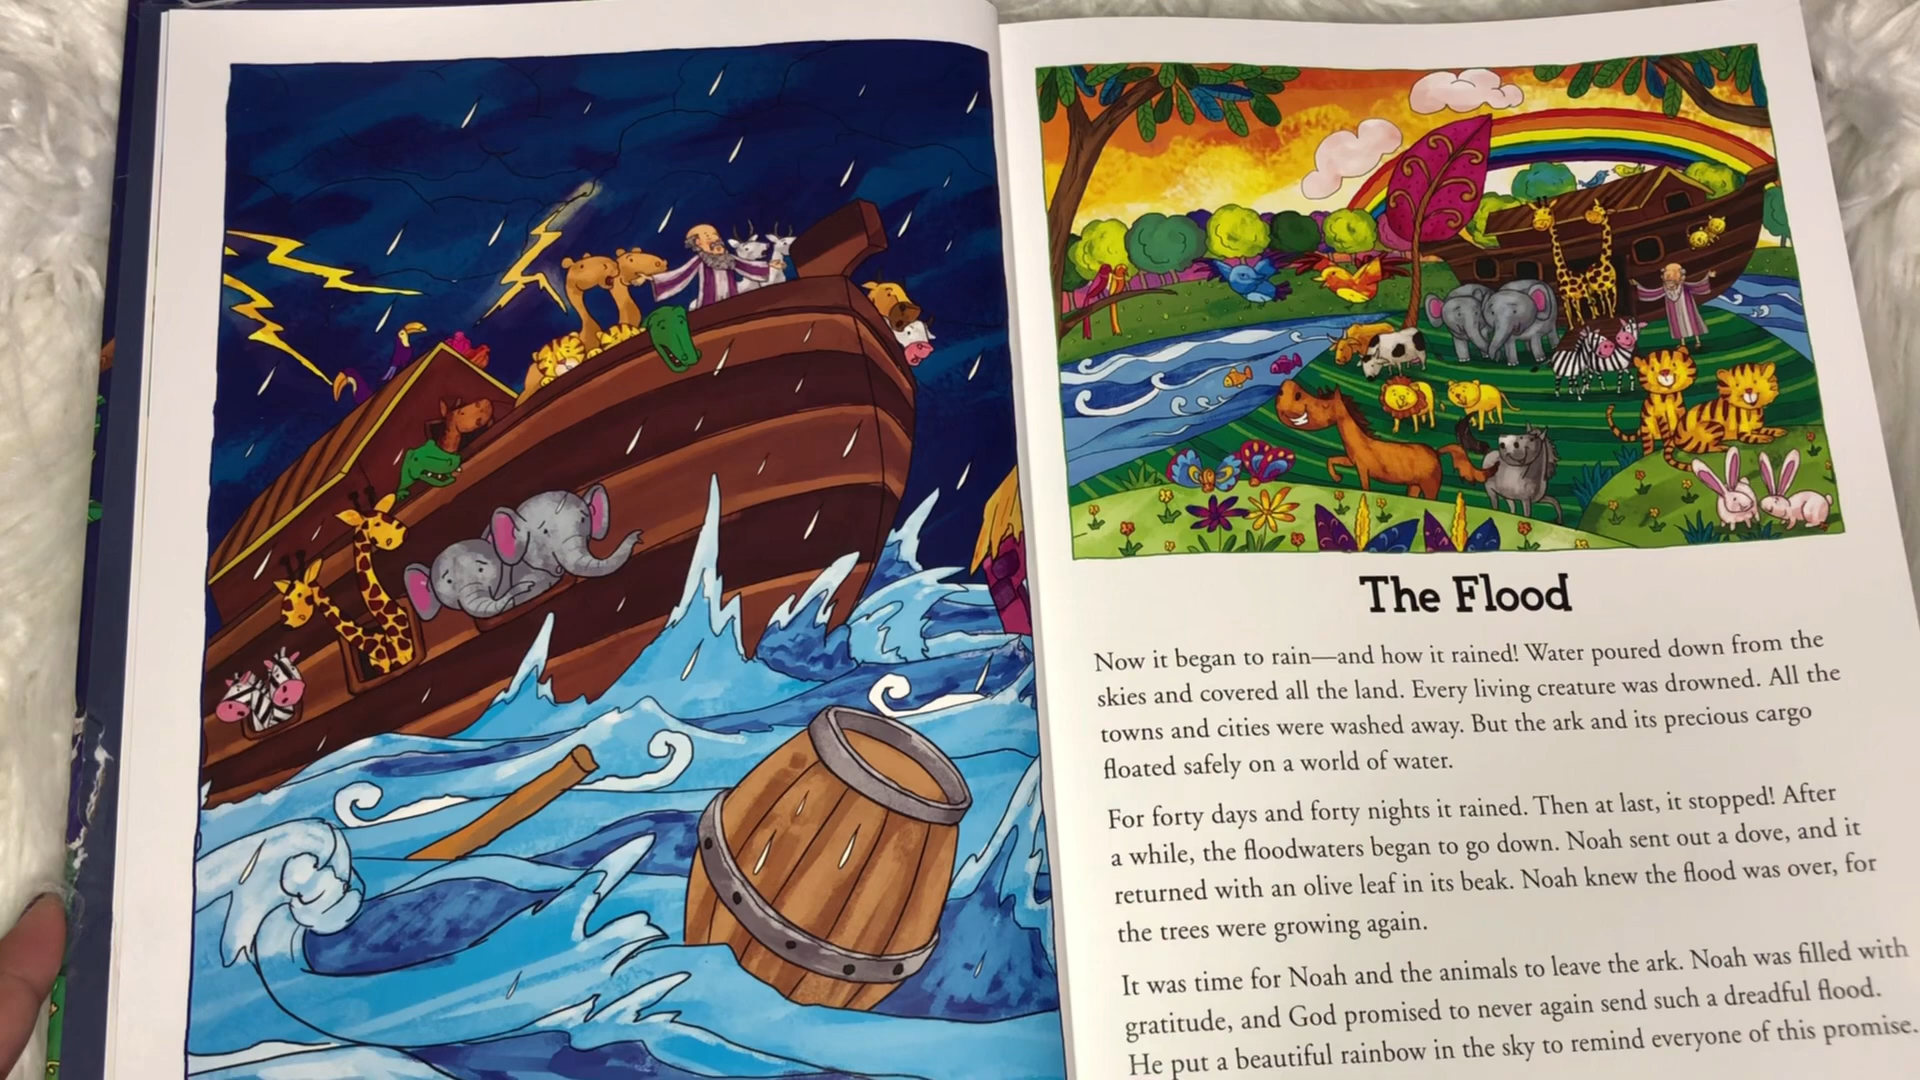 The Flood
Now it began to rain—and how it rained! Water poured down from the
skies and covered all the land. Every living creature was drowned. All the
towns and cities were washed away. But the ark and its precious cargo
floated safely on a world of water.
For forty days and forty nights it rained. Then at last, it stopped! After
a while, the floodwaters began to go down. Noah sent out a dove, and it
returned with an olive leaf in its beak. Noah knew the flood was over, for
the trees were growing again.
It was time for Noah and the animals to leave the ark. Noah was filled with
gratitude, and God promised to never again send such a dreadful flood.
He put a beautiful rainbow in the sky to remind everyone of this promise.